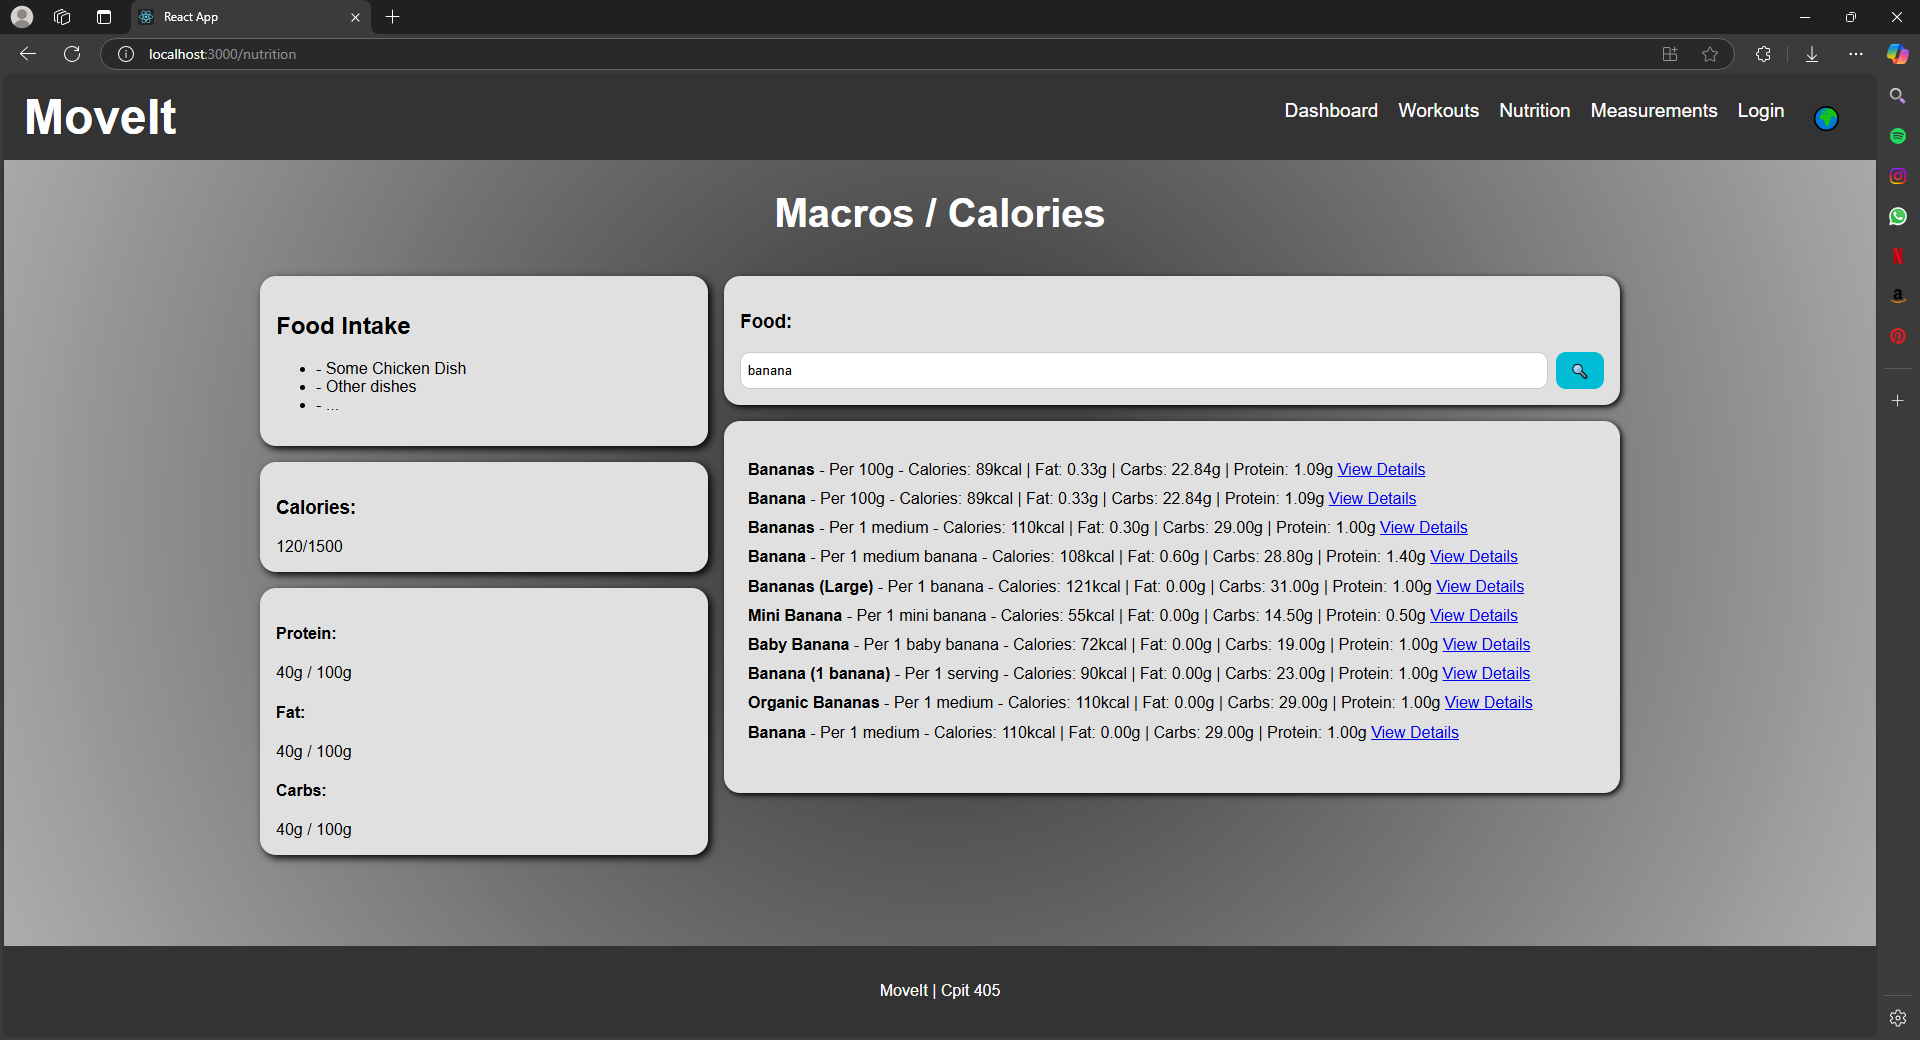 React App
localhost:3000/nutrition
MoveIt
Dashboard Workouts Nutrition Measurements Login
Macros / Calories
Food Intake
- Some Chicken Dish
- Other dishes
- ...
Calories:
120/1500
Protein:
40g / 100g
Fat:
40g / 100g
Carbs:
40g / 100g
Food:
banana
Bananas - Per 100g - Calories: 89kcal | Fat: 0.33g | Carbs: 22.84g | Protein: 1.09g View Details
Banana - Per 100g - Calories: 89kcal | Fat: 0.33g | Carbs: 22.84g | Protein: 1.09g View Details
Bananas - Per 1 medium - Calories: 110kcal | Fat: 0.30g | Carbs: 29.00g | Protein: 1.00g View Details
Banana - Per 1 medium banana - Calories: 108kcal | Fat: 0.60g | Carbs: 28.80g | Protein: 1.40g View Details
Bananas (Large) - Per 1 banana - Calories: 121kcal | Fat: 0.00g | Carbs: 31.00g | Protein: 1.00g View Details
Mini Banana - Per 1 mini banana - Calories: 55kcal | Fat: 0.00g | Carbs: 14.50g | Protein: 0.50g View Details
Baby Banana - Per 1 baby banana - Calories: 72kcal | Fat: 0.00g | Carbs: 19.00g | Protein: 1.00g View Details
Banana (1 banana) - Per 1 serving - Calories: 90kcal | Fat: 0.00g | Carbs: 23.00g | Protein: 1.00g View Details
Organic Bananas - Per 1 medium - Calories: 110kcal | Fat: 0.00g | Carbs: 29.00g | Protein: 1.00g View Details
Banana - Per 1 medium - Calories: 110kcal | Fat: 0.00g | Carbs: 29.00g | Protein: 1.00g View Details
MoveIt | Cpit 405